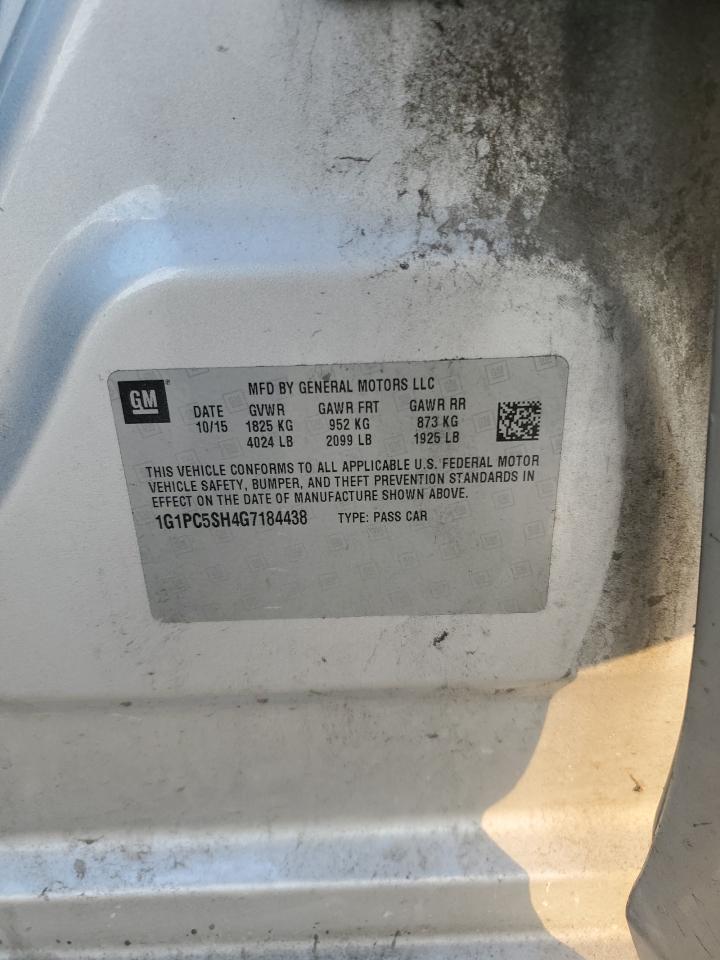 GM
MFD BY GENERAL MOTORS LLC
DATE GVWR GAWR FRT GAWR RR
10/15 1825 KG 952 KG 873 KG
4024 LB 2099 LB 1925 LB
THIS VEHICLE CONFORMS TO ALL APPLICABLE U.S. FEDERAL MOTOR
VEHICLE SAFETY, BUMPER, AND THEFT PREVENTION STANDARDS IN
EFFECT ON THE DATE OF MANUFACTURE SHOWN ABOVE.
1G1PC5SH4G7184438 TYPE: PASS CAR